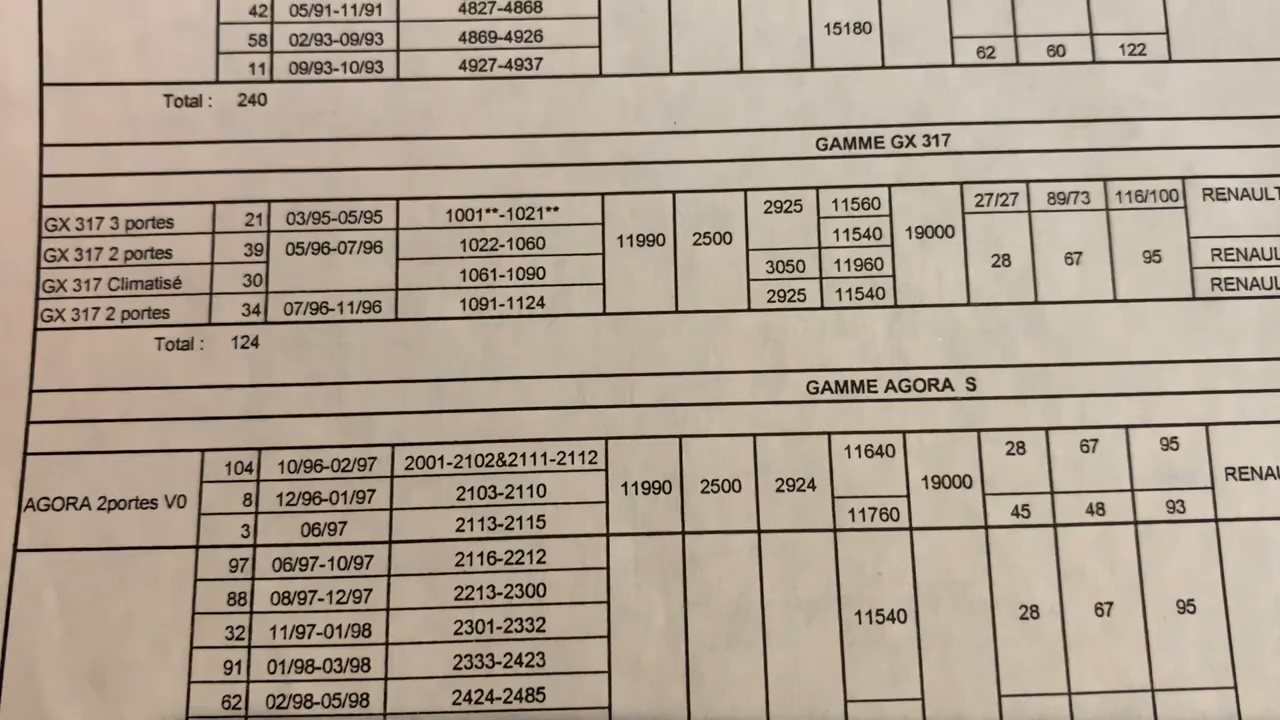 42 05/91-11/91 4827-4868
58 02/93-09/93 4869-4926 15180
11 09/93-10/93 4927-4937 62 60 122
Total : 240
GAMME GX 317
GX 317 3 portes 21 03/95-05/95 1001**-1021** 11990 2500 2925 11560 19000 27/27 89/73 116/100 RENAULT
GX 317 2 portes 39 05/96-07/96 1022-1060 11540 28 67 95
GX 317 Climatisé 30 1061-1090 3050 11960 RENAUL
GX 317 2 portes 34 07/96-11/96 1091-1124 2925 11540 RENAUL
Total : 124
GAMME AGORA S
AGORA 2portes V0 104 10/96-02/97 2001-2102&2111-2112 11990 2500 2924 11640 19000 28 67 95 RENAU
8 12/96-01/97 2103-2110
3 06/97 2113-2115 11760 45 48 93
97 06/97-10/97 2116-2212
88 08/97-12/97 2213-2300
32 11/97-01/98 2301-2332 11540 28 67 95
91 01/98-03/98 2333-2423
62 02/98-05/98 2424-2485